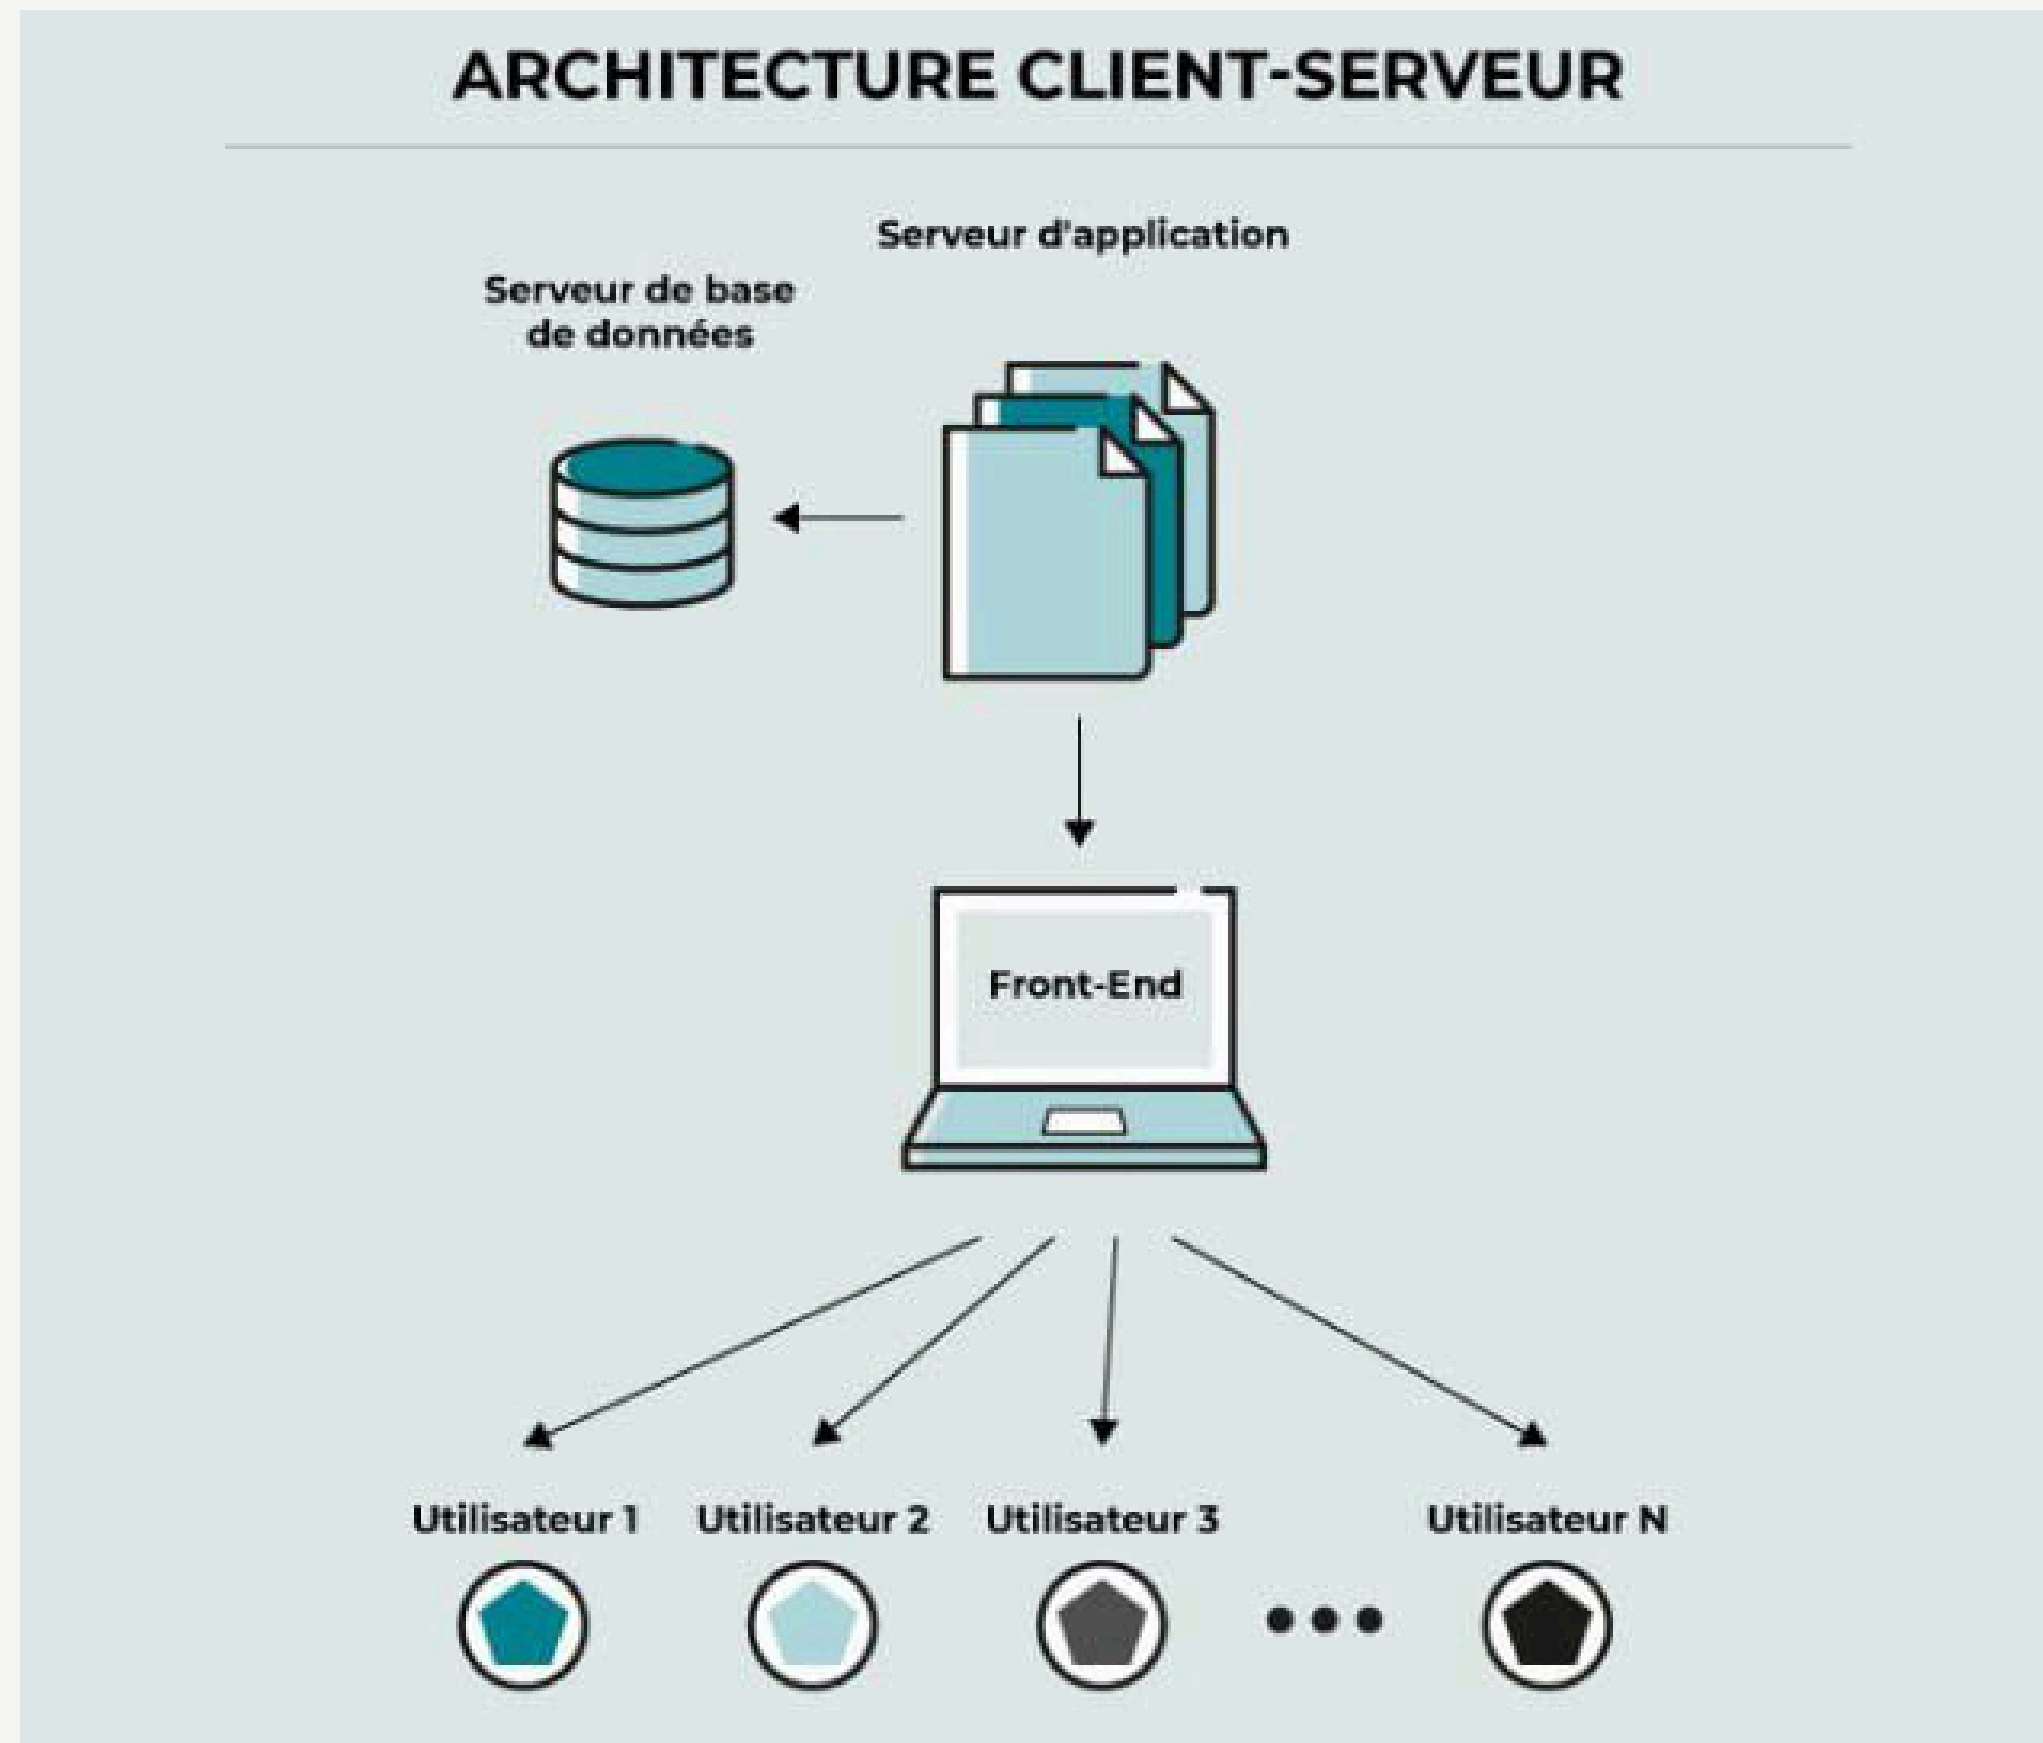 ARCHITECTURE CLIENT-SERVEUR
Serveur d'application
Serveur de base
de données
Front-End
Utilisateur 1
Utilisateur 2
Utilisateur 3
Utilisateur N